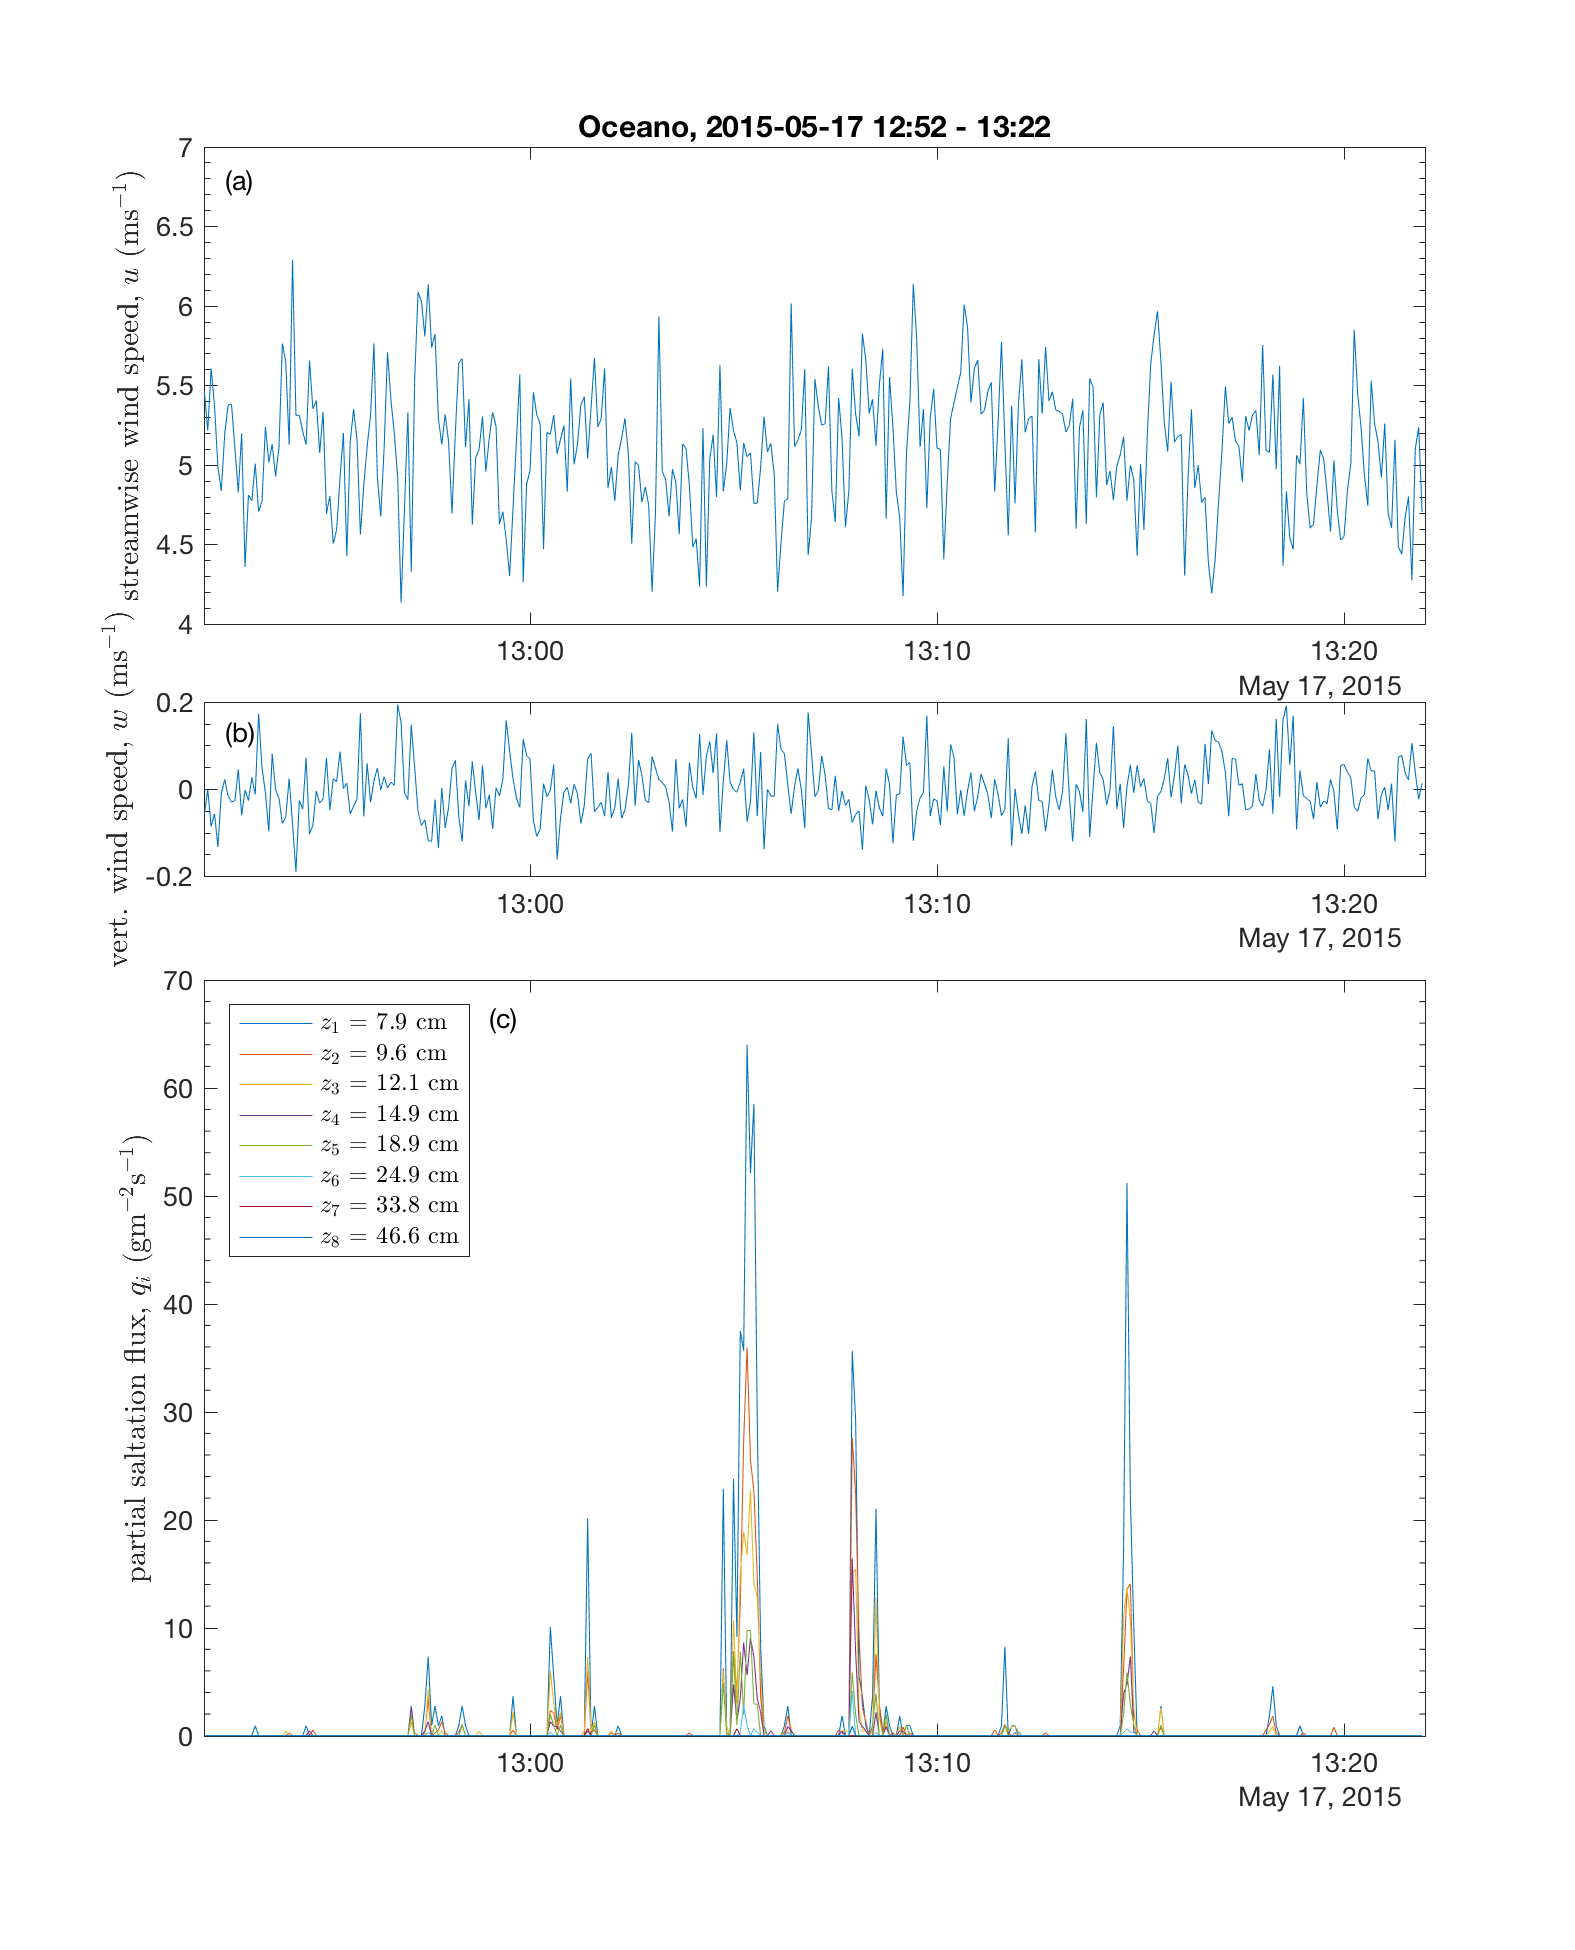 Oceano, 2015-05-17 12:52 - 13:22
(a)
streamwise wind speed, u (ms⁻¹)
7
6.5
6
5.5
5
4.5
4
13:00 13:10 13:20
May 17, 2015
(b)
vert. wind speed, w (ms⁻¹)
0.2
0
-0.2
13:00 13:10 13:20
May 17, 2015
(c)
partial saltation flux, qᵢ (gm⁻²s⁻¹)
70
60
50
40
30
20
10
0
z₁ = 7.9 cm
z₂ = 9.6 cm
z₃ = 12.1 cm
z₄ = 14.9 cm
z₅ = 18.9 cm
z₆ = 24.9 cm
z₇ = 33.8 cm
z₈ = 46.6 cm
13:00 13:10 13:20
May 17, 2015